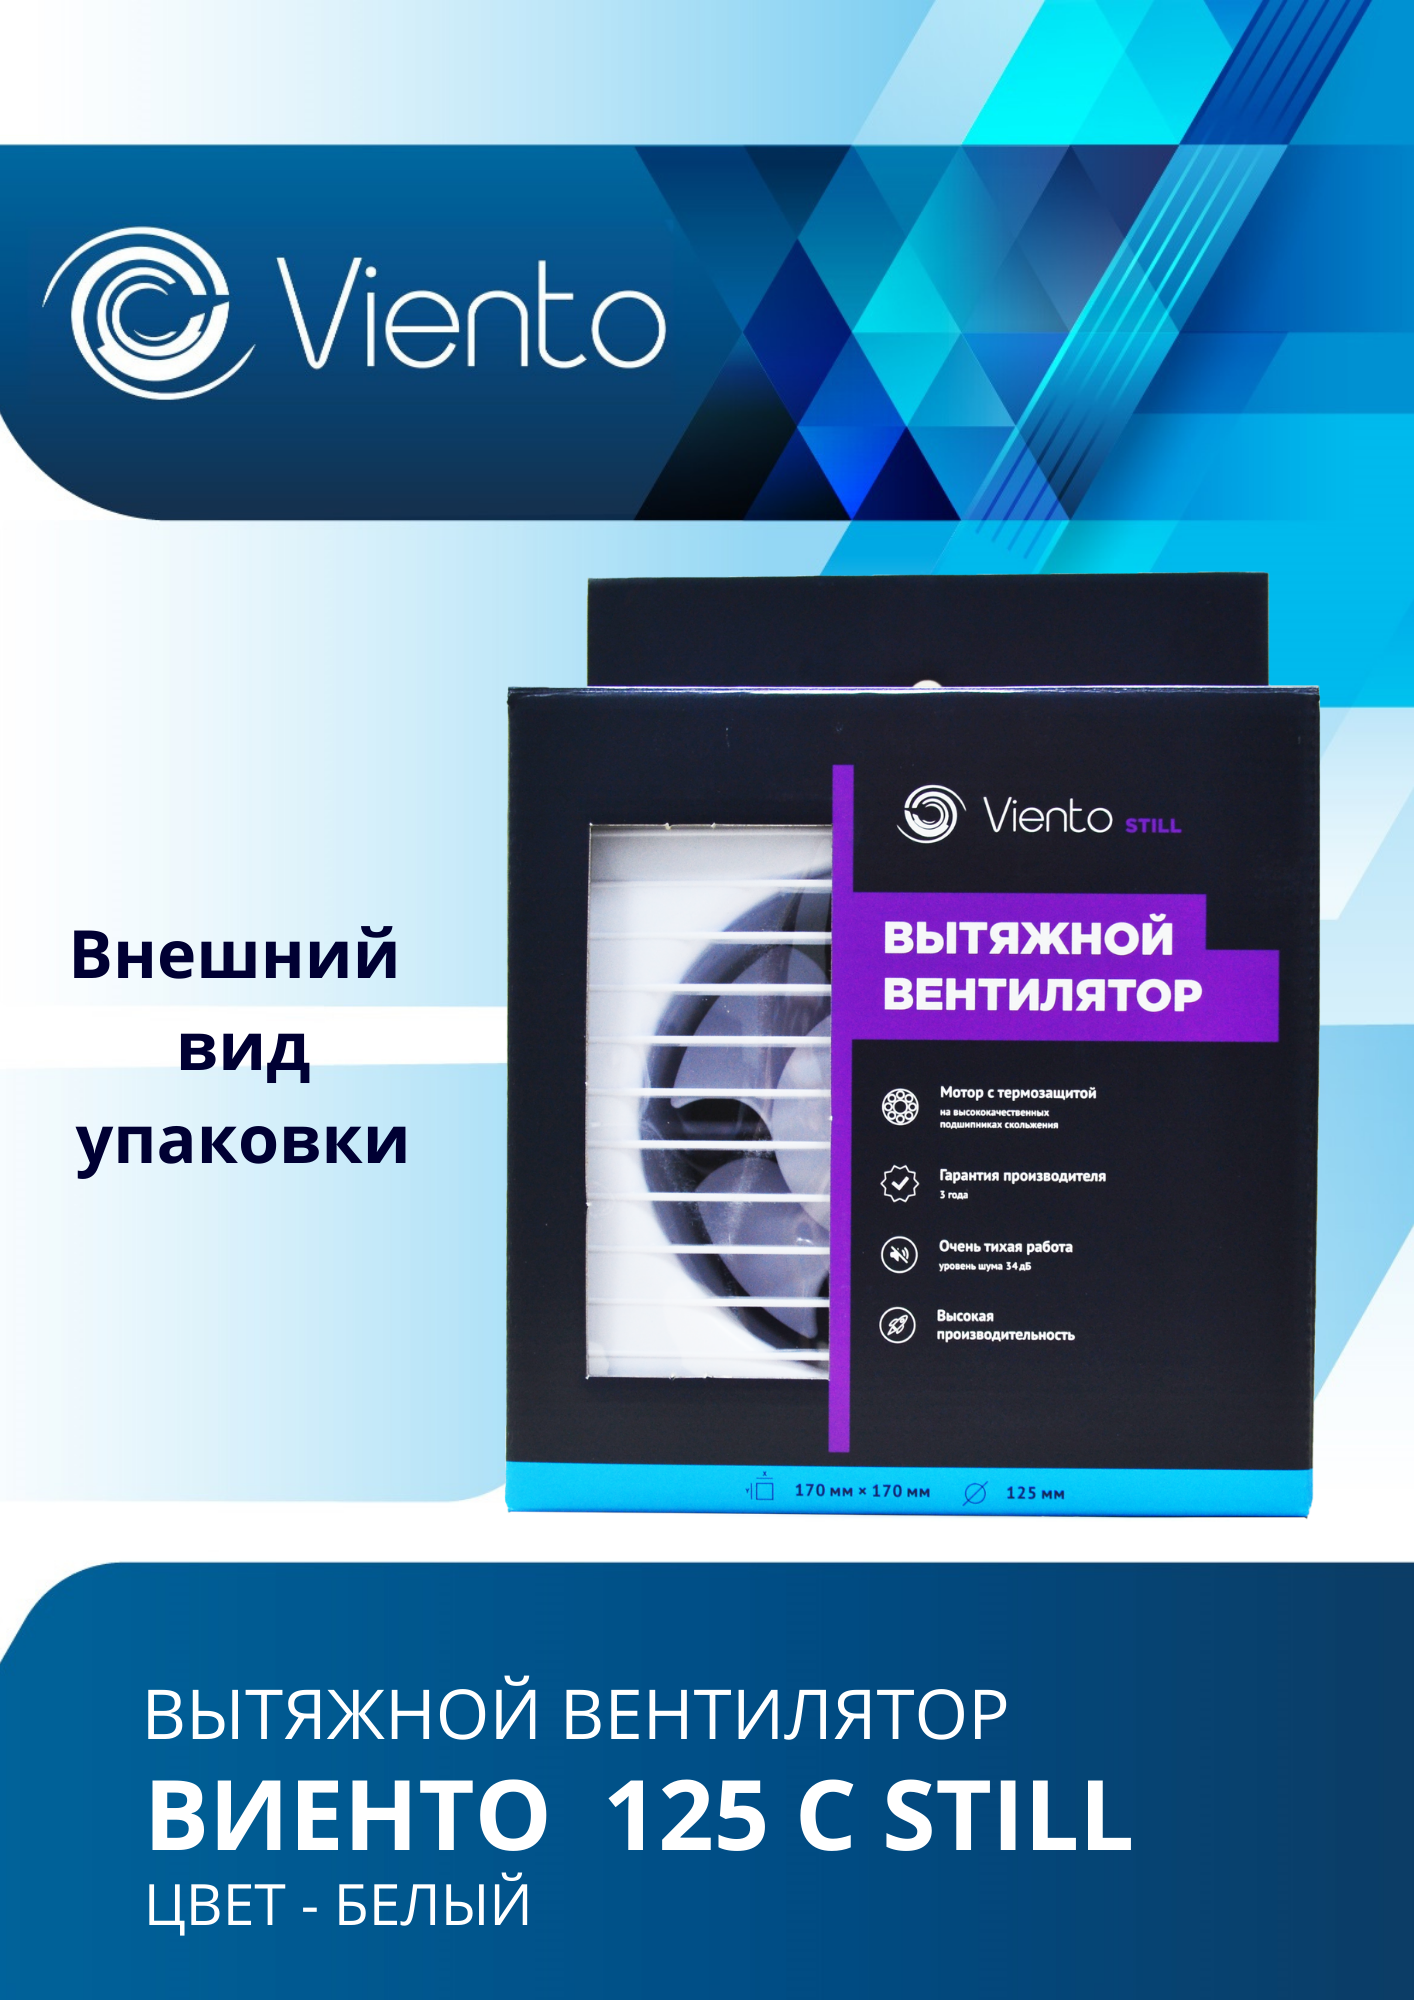 Viento
Внешний
вид
упаковки
Viento STILL
ВЫТЯЖНОЙ
ВЕНТИЛЯТОР
Мотор с термозащитой
на высококачественных
подшипниках скольжения
Гарантия производителя
3 года
Очень тихая работа
уровень шума 34 дБ
Высокая
производительность
X
Y
170 мм × 170 мм
125 мм
ВЫТЯЖНОЙ ВЕНТИЛЯТОР
ВИЕНТО 125 С STILL
ЦВЕТ - БЕЛЫЙ